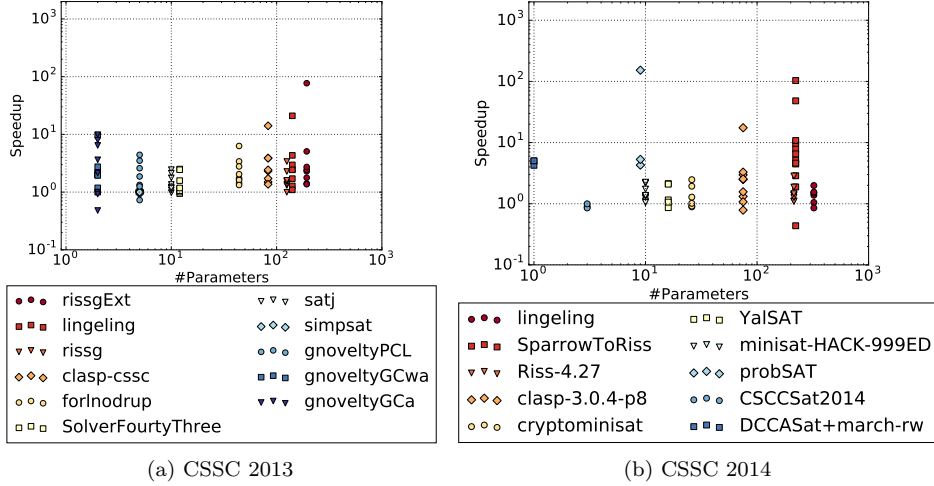 10³
10²
10¹
10⁰
10⁻¹
Speedup
10⁰ 10¹ 10² 10³
#Parameters
rissgExt
lingeling
rissg
clasp-cssc
forlnodrup
SolverFourtyThree
satj
simpsat
gnoveltyPCL
gnoveltyGCwa
gnoveltyGCa
(a) CSSC 2013
10³
10²
10¹
10⁰
10⁻¹
Speedup
10⁰ 10¹ 10² 10³
#Parameters
lingeling
SparrowToRiss
Riss-4.27
clasp-3.0.4-p8
cryptominisat
YalSAT
minisat-HACK-999ED
probSAT
CSCCSat2014
DCCASat+march-rw
(b) CSSC 2014